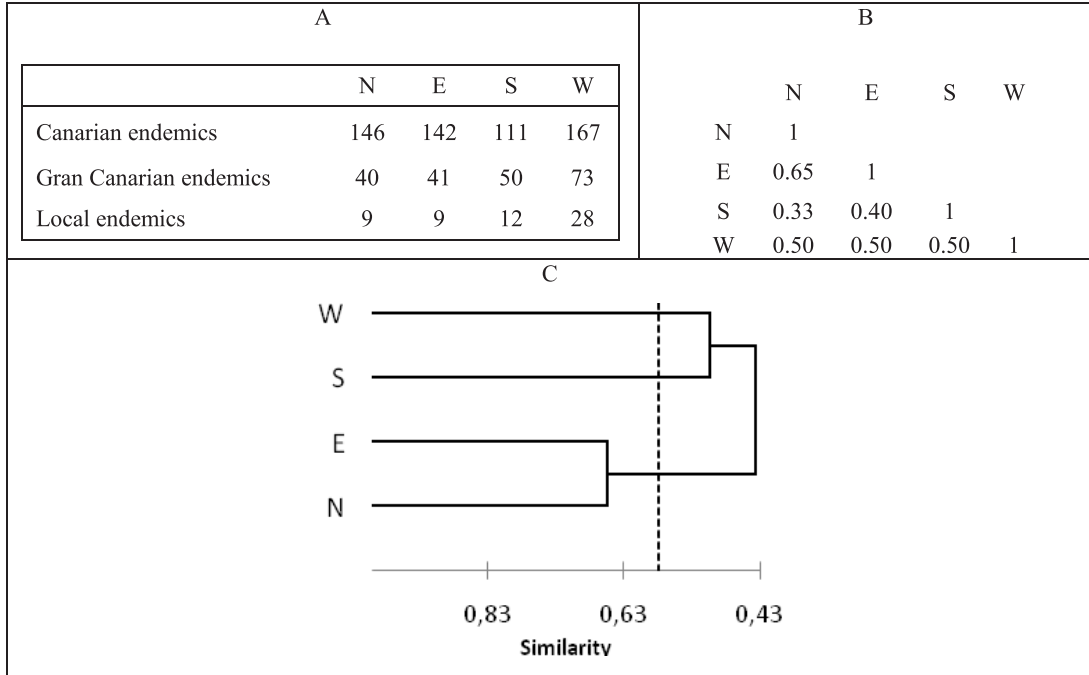 A
N E S W
Canarian endemics 146 142 111 167
Gran Canarian endemics 40 41 50 73
Local endemics 9 9 12 28
B
N E S W
N 1
E 0.65 1
S 0.33 0.40 1
W 0.50 0.50 0.50 1
C
W
S
E
N
0,83 0,63 0,43
Similarity